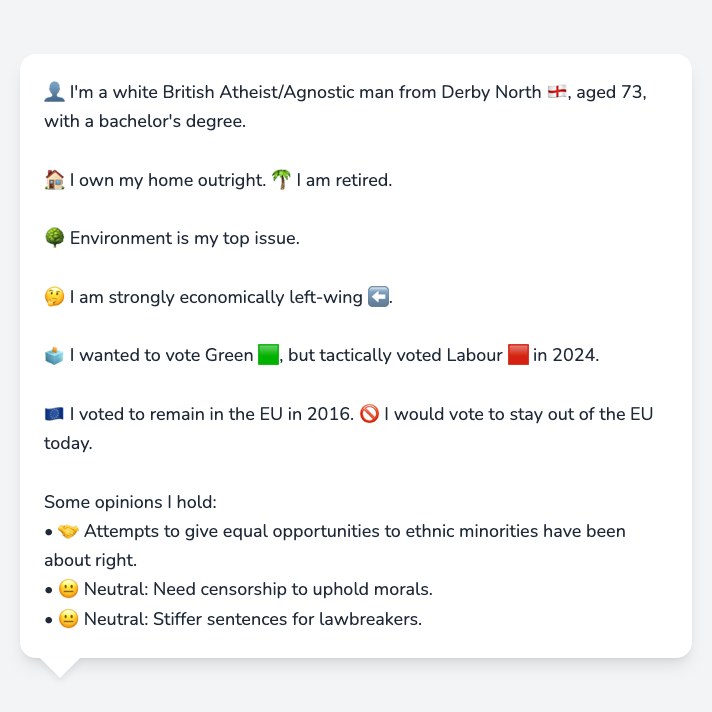 👤 I'm a white British Atheist/Agnostic man from Derby North 🏴󠁧󠁢󠁥󠁮󠁧󠁿, aged 73,
with a bachelor's degree.
🏠 I own my home outright. 🌴 I am retired.
🌳 Environment is my top issue.
🤔 I am strongly economically left-wing ⬅️.
🗳️ I wanted to vote Green 🟩, but tactically voted Labour 🟥 in 2024.
🇪🇺 I voted to remain in the EU in 2016. 🚫 I would vote to stay out of the EU
today.
Some opinions I hold:
• 🤝 Attempts to give equal opportunities to ethnic minorities have been
about right.
• 😐 Neutral: Need censorship to uphold morals.
• 😐 Neutral: Stiffer sentences for lawbreakers.